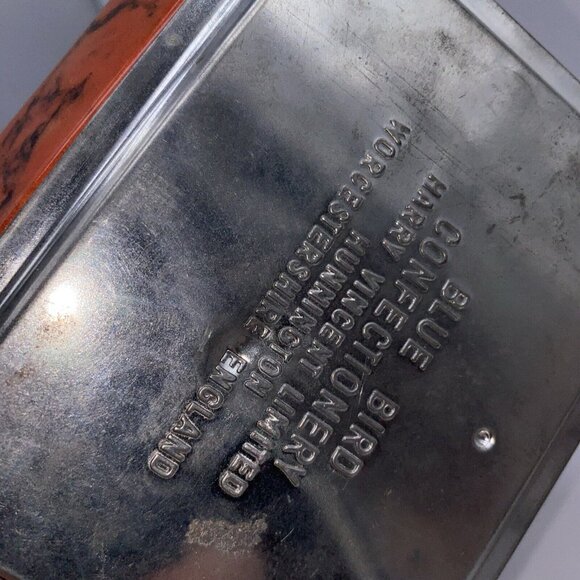 BLUE BIRD
CONFECTIONERY
HARRY VINCENT LIMITED
HUNNINGTON
WORCESTERSHIRE ENGLAND